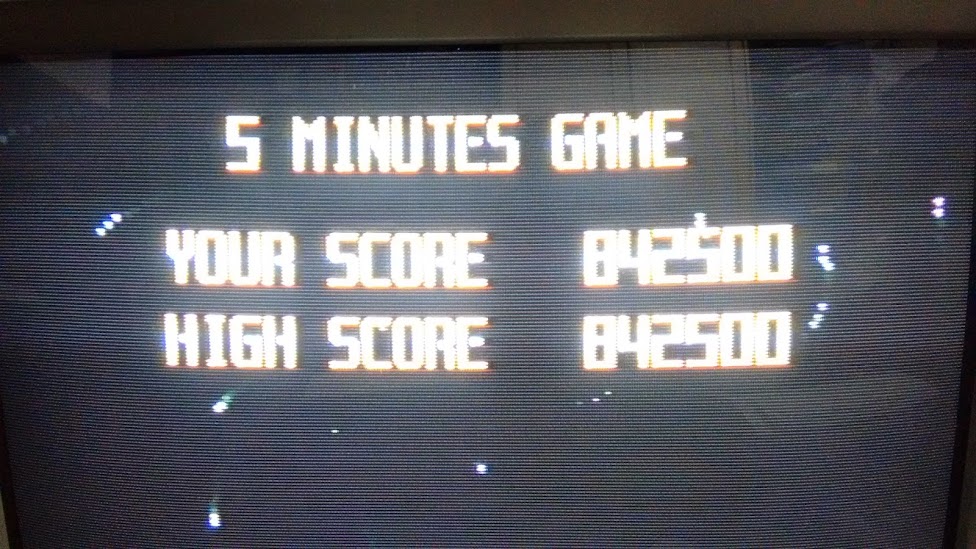 5 MINUTES GAME
YOUR SCORE 842500
HIGH SCORE 842500